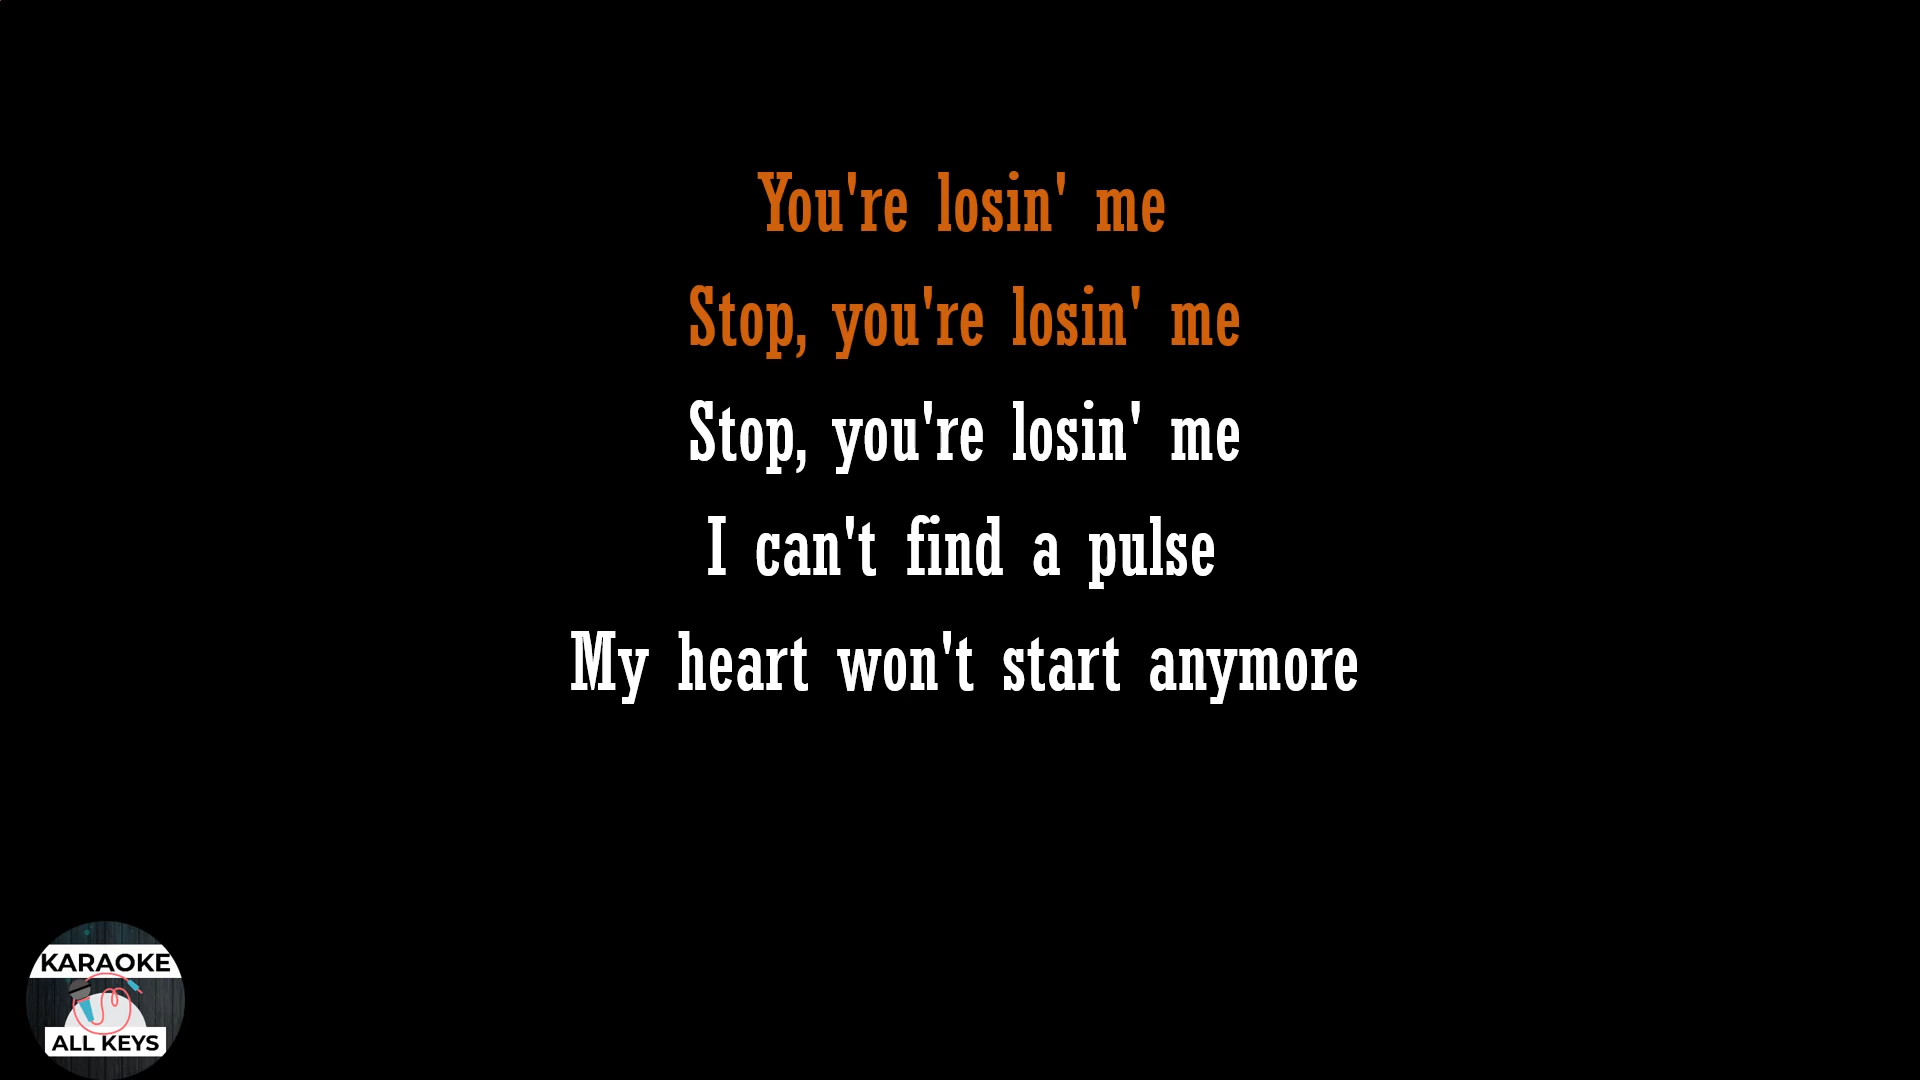 You're losin' me
Stop, you're losin' me
Stop, you're losin' me
I can't find a pulse
My heart won't start anymore
KARAOKE
ALL KEYS